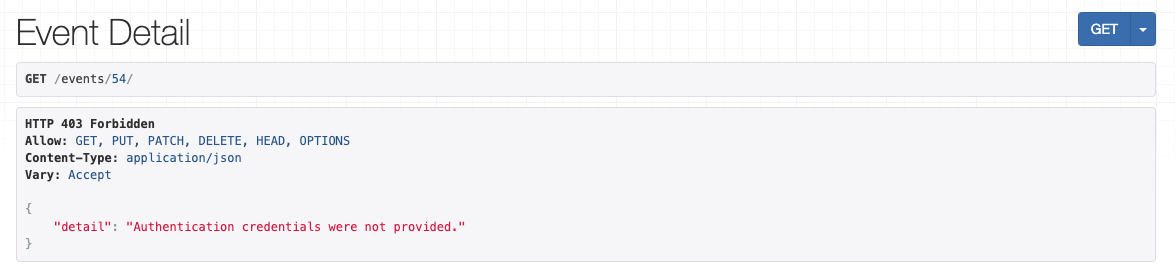 Event Detail
GET
GET /events/54/
HTTP 403 Forbidden
Allow: GET, PUT, PATCH, DELETE, HEAD, OPTIONS
Content-Type: application/json
Vary: Accept
{
"detail": "Authentication credentials were not provided."
}